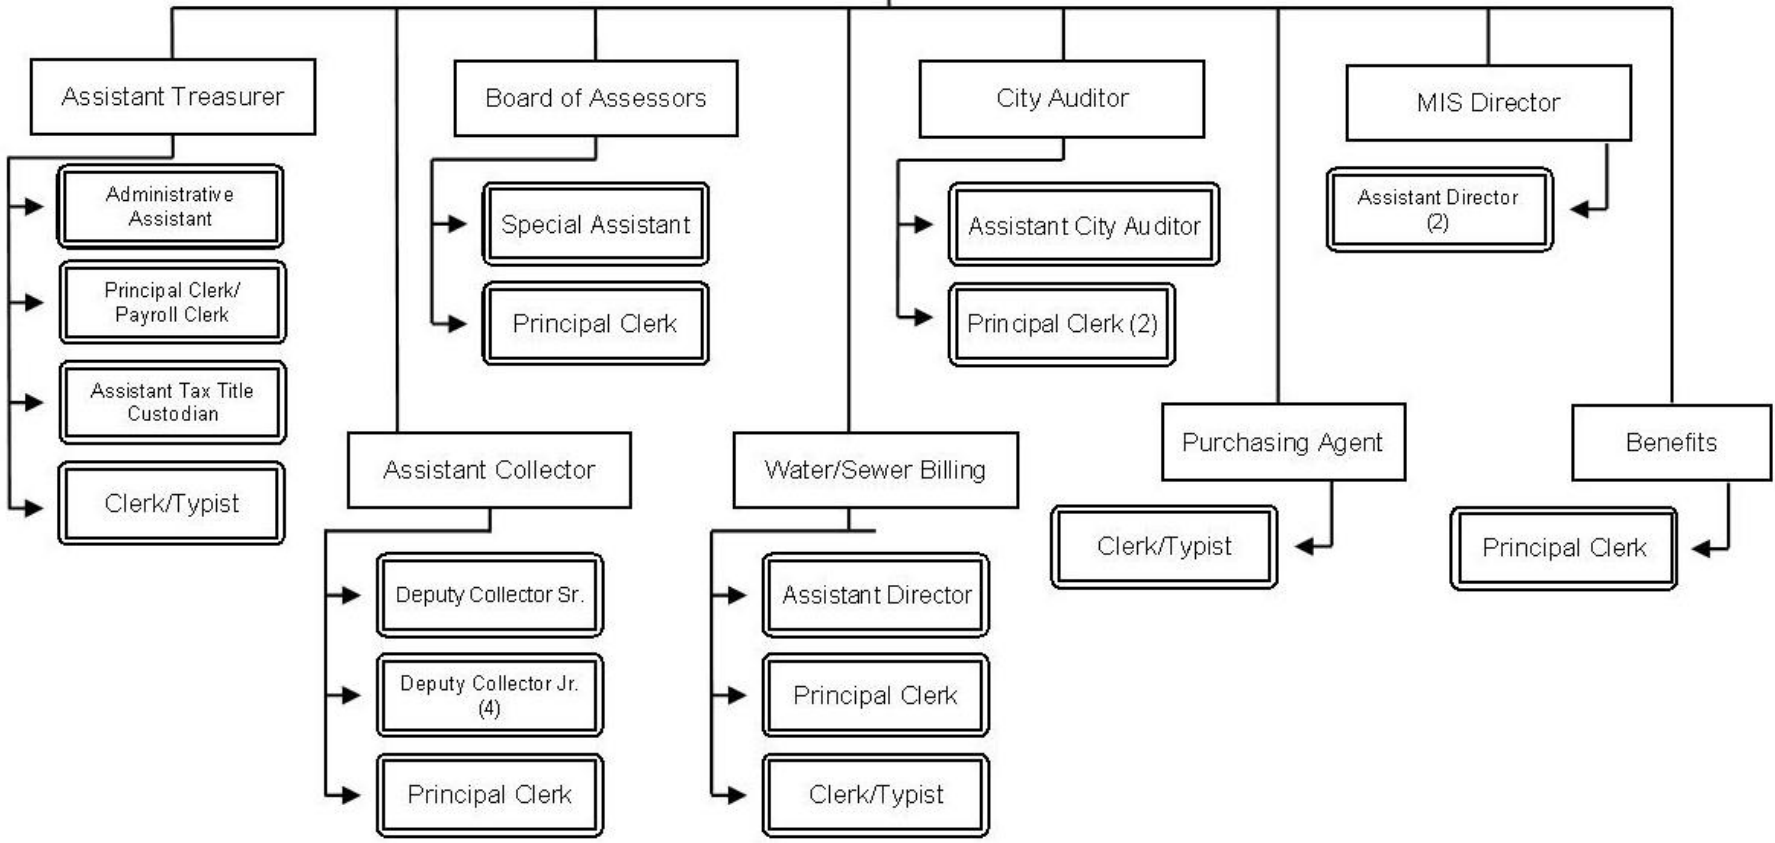 Assistant Treasurer
Administrative
Assistant
Principal Clerk/
Payroll Clerk
Assistant Tax Title
Custodian
Clerk/Typist
Assistant Collector
Deputy Collector Sr.
Deputy Collector Jr.
(4)
Principal Clerk
Board of Assessors
Special Assistant
Principal Clerk
Water/Sewer Billing
Assistant Director
Principal Clerk
Clerk/Typist
City Auditor
Assistant City Auditor
Principal Clerk (2)
Purchasing Agent
Clerk/Typist
MIS Director
Assistant Director
(2)
Benefits
Principal Clerk